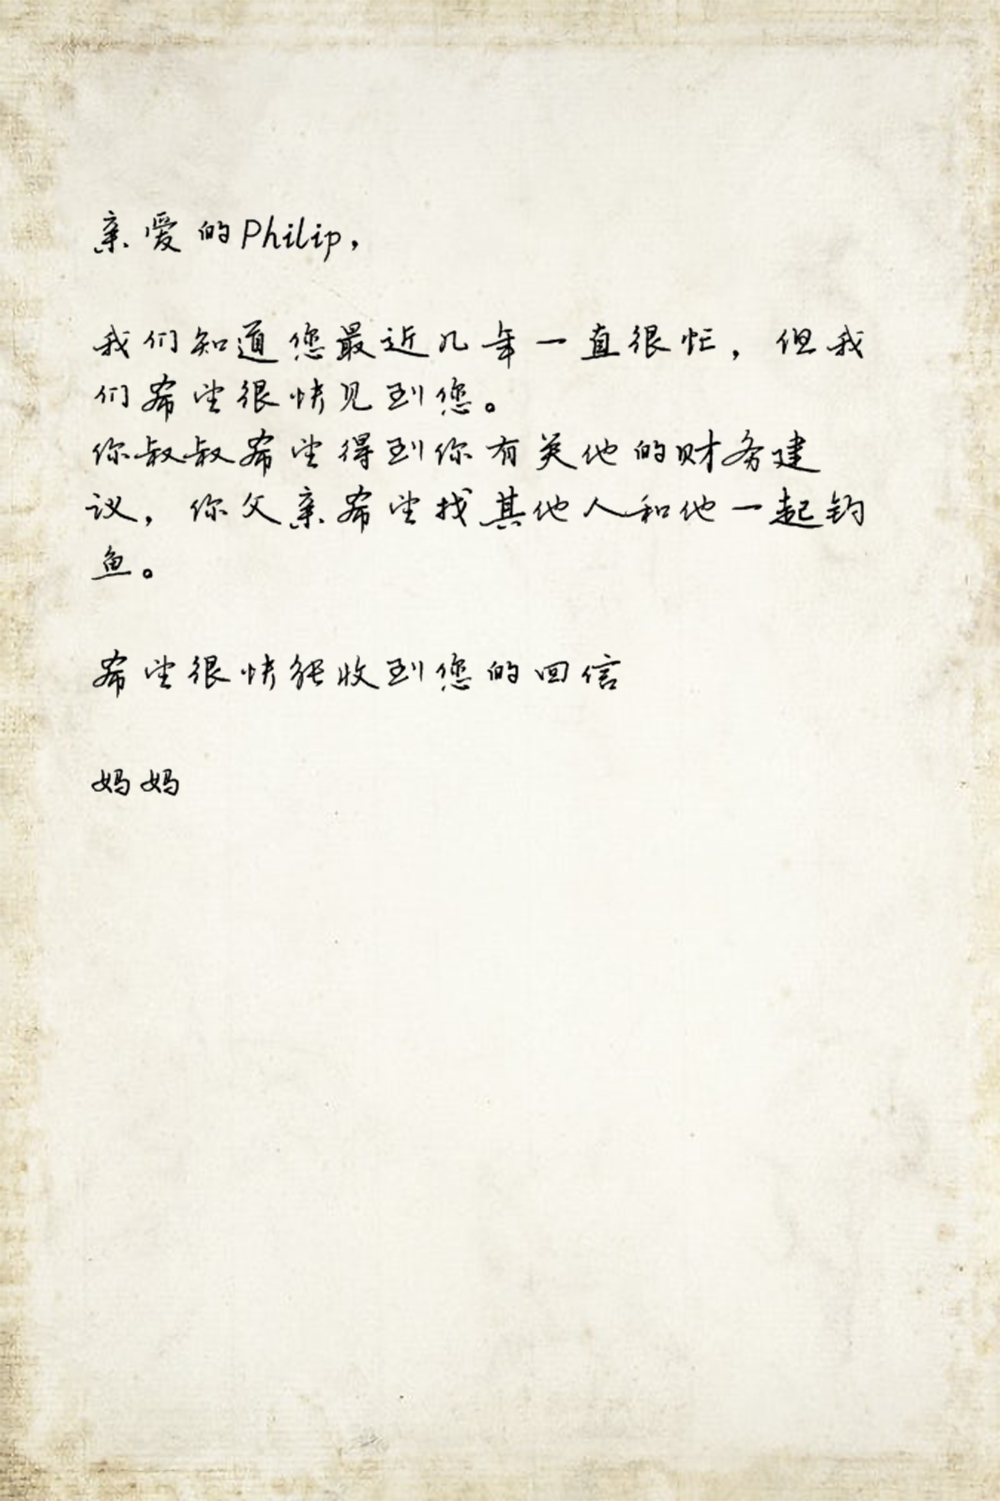 亲爱的Philip，
我们知道您最近几年一直很忙，但我
们希望很快见到您。
你叔叔希望得到你有关他的财务建
议，你父亲希望找其他人和他一起钓
鱼。
希望很快能收到您的回信
妈妈